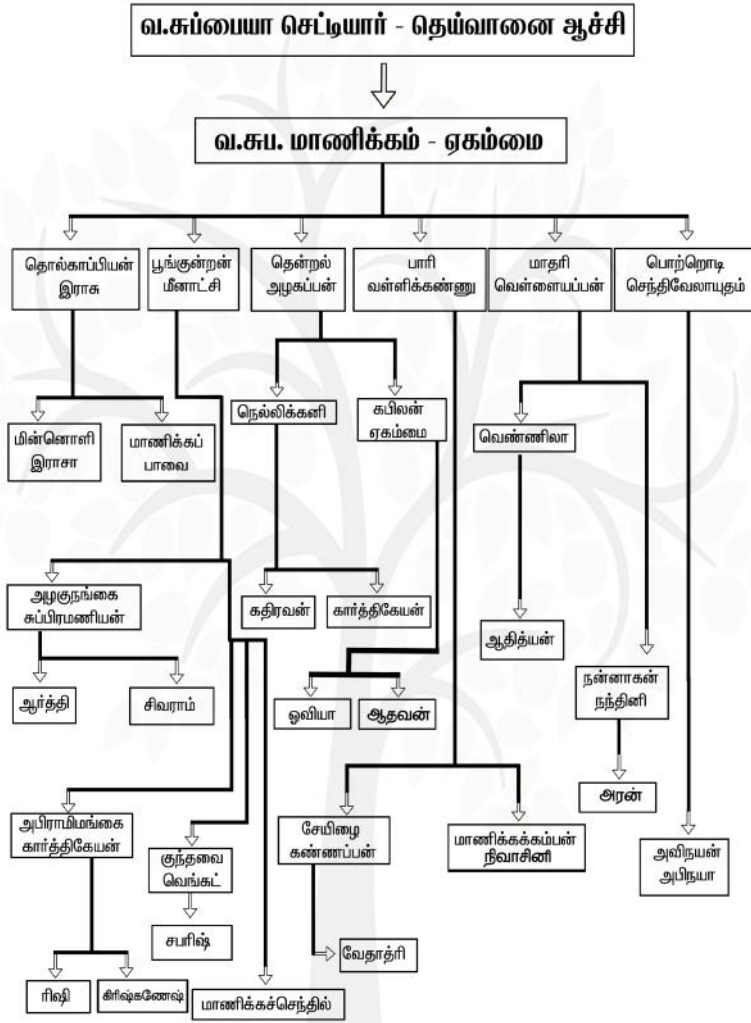 வ.சுப்பையா செட்டியார் - தெய்வானை ஆச்சி
வ.சுப. மாணிக்கம் - ஏகம்மை
தொல்காப்பியன்
இராசு
பூங்குன்றன்
மீனாட்சி
தென்றல்
அழகப்பன்
பாரி
வள்ளிக்கண்ணு
மாதரி
வெள்ளையப்பன்
பொற்றொடி
செந்திவேலாயுதம்
மின்னொளி
இராசா
மாணிக்கப்
பாவை
நெல்லிக்கனி
கபிலன்
ஏகம்மை
வெண்ணிலா
அழகுநங்கை
சுப்பிரமணியன்
கதிரவன்
கார்த்திகேயன்
ஆதித்யன்
ஆர்த்தி
சிவராம்
ஓவியா
ஆதவன்
நன்னாகன்
நந்தினி
அரன்
அபிராமிமங்கை
கார்த்திகேயன்
குந்தவை
வெங்கட்
சேயிழை
கண்ணப்பன்
மாணிக்கக்கம்பன்
நிவாசினி
அவிநயன்
அபிநயா
சபரிஷ்
வேதாத்ரி
ரிஷி
கிரிஷ்கணேஷ்
மாணிக்கச்செந்தில்